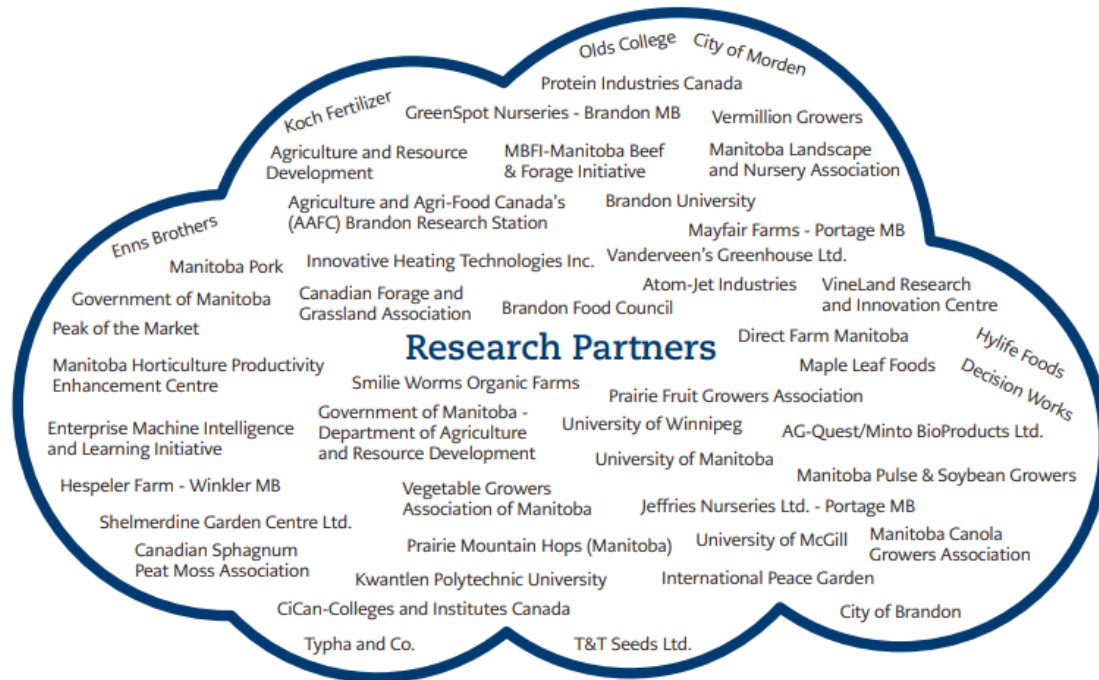 Olds College
City of Morden
Protein Industries Canada
Koch Fertilizer
GreenSpot Nurseries - Brandon MB
Vermillion Growers
Agriculture and Resource
Development
MBFI-Manitoba Beef
& Forage Initiative
Manitoba Landscape
and Nursery Association
Agriculture and Agri-Food Canada's
(AAFC) Brandon Research Station
Brandon University
Mayfair Farms - Portage MB
Enns Brothers
Manitoba Pork
Innovative Heating Technologies Inc.
Vanderveen's Greenhouse Ltd.
Government of Manitoba
Canadian Forage and
Grassland Association
Atom-Jet Industries
VineLand Research
and Innovation Centre
Brandon Food Council
Peak of the Market
Research Partners
Direct Farm Manitoba
Hylife Foods
Manitoba Horticulture Productivity
Enhancement Centre
Maple Leaf Foods
Decision Works
Smilie Worms Organic Farms
Prairie Fruit Growers Association
Enterprise Machine Intelligence
and Learning Initiative
Government of Manitoba -
Department of Agriculture
and Resource Development
University of Winnipeg
AG-Quest/Minto BioProducts Ltd.
University of Manitoba
Manitoba Pulse & Soybean Growers
Hespeler Farm - Winkler MB
Vegetable Growers
Association of Manitoba
Jeffries Nurseries Ltd. - Portage MB
Shelmerdine Garden Centre Ltd.
Canadian Sphagnum
Peat Moss Association
Prairie Mountain Hops (Manitoba)
University of McGill
Manitoba Canola
Growers Association
Kwantlen Polytechnic University
International Peace Garden
CiCan-Colleges and Institutes Canada
City of Brandon
Typha and Co.
T&T Seeds Ltd.